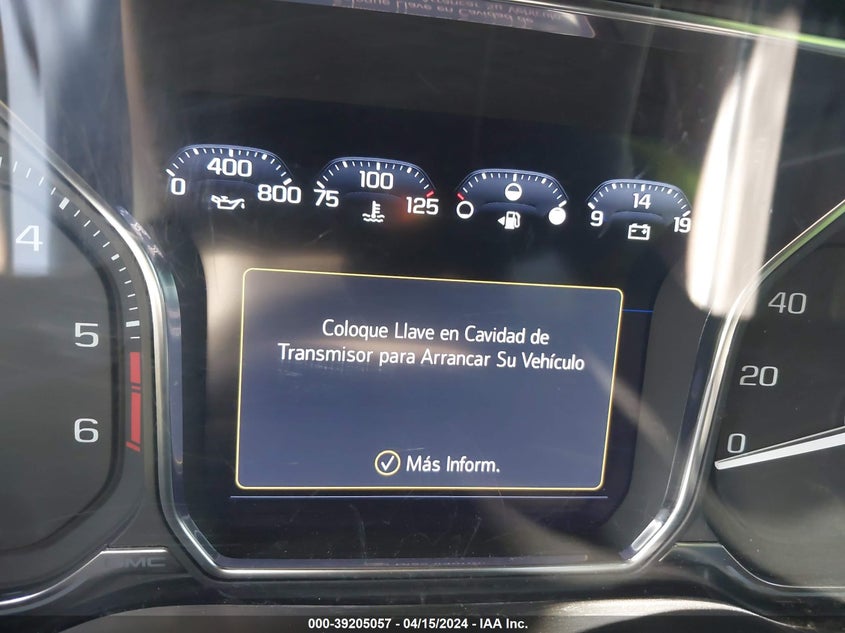 400
0 800
100
75 125
14
9 19
4
5
6
40
20
0
Coloque Llave en Cavidad de
Transmisor para Arrancar Su Vehículo
Más Inform.
GMC
000-39205057 - 04/15/2024 - IAA Inc.